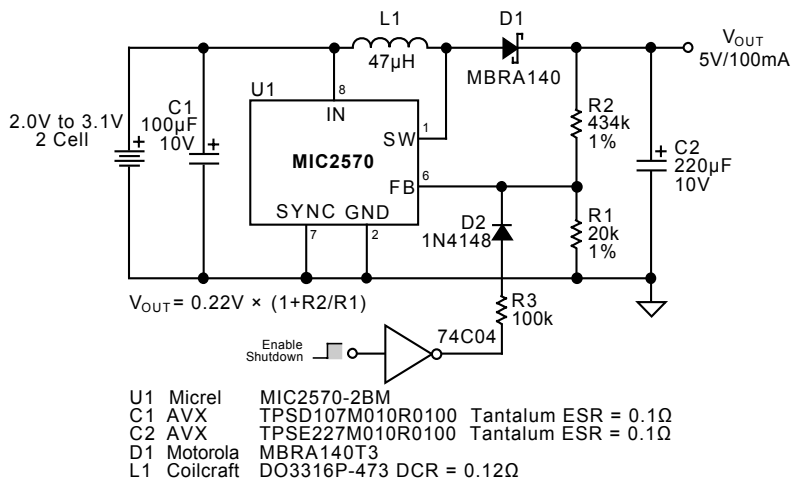 L1
47µH
D1
MBRA140
VOUT
5V/100mA
U1
8
IN
2.0V to 3.1V
2 Cell
+
C1
100µF
10V
+
SW
1
MIC2570
FB
6
R2
434k
1%
+
C2
220µF
10V
SYNC
GND
7
2
D2
1N4148
R1
20k
1%
VOUT = 0.22V × (1+R2/R1)
R3
100k
Enable
Shutdown
74C04
U1 Micrel MIC2570-2BM
C1 AVX TPSD107M010R0100 Tantalum ESR = 0.1Ω
C2 AVX TPSE227M010R0100 Tantalum ESR = 0.1Ω
D1 Motorola MBRA140T3
L1 Coilcraft DO3316P-473 DCR = 0.12Ω